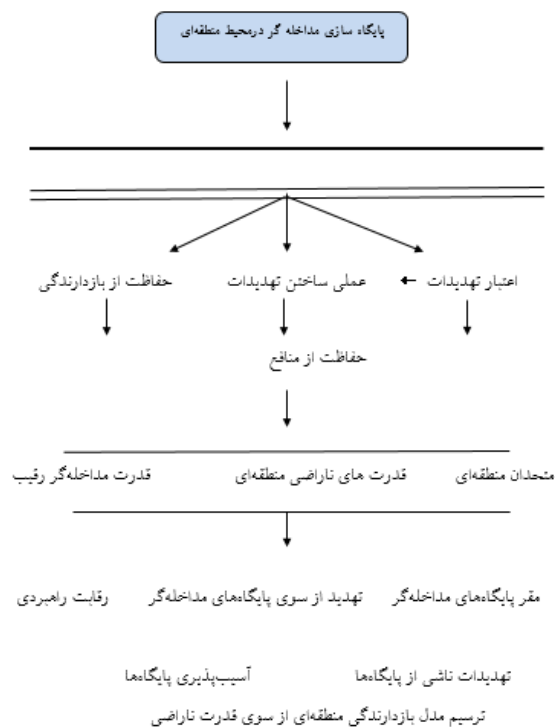 پایگاه سازی مداخله گر درمحیط منطقه‌ای
اعتبار تهدیدات ← عملی ساختن تهدیدات حفاظت از بازدارندگی
حفاظت از منافع
متحدان منطقه‌ای قدرت های ناراضی منطقه‌ای قدرت مداخله‌گر رقیب
مقر پایگاه‌های مداخله‌گر تهدید از سوی پایگاه‌های مداخله‌گر رقابت راهبردی
تهدیدات ناشی از پایگاه‌ها آسیب‌پذیری پایگاه‌ها
ترسیم مدل بازدارندگی منطقه‌ای از سوی قدرت ناراضی